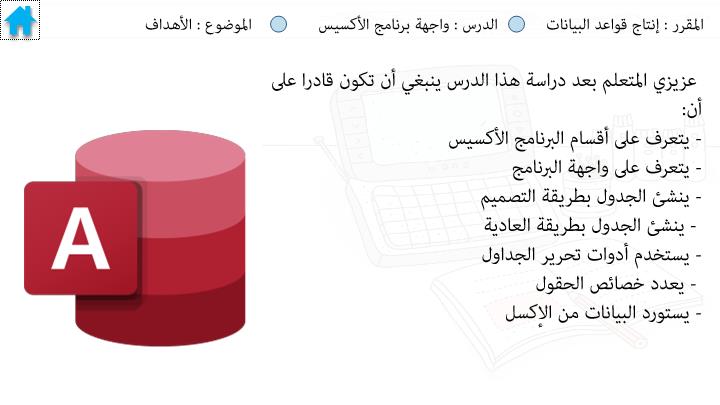 المقرر : إنتاج قواعد البيانات
الدرس : واجهة برنامج الأكسيس
الموضوع : الأهداف
عزيزي المتعلم بعد دراسة هذا الدرس ينبغي أن تكون قادرا على
أن:
- يتعرف على أقسام البرنامج الأكسيس
- يتعرف على واجهة البرنامج
- ينشئ الجدول بطريقة التصميم
- ينشئ الجدول بطريقة العادية
- يستخدم أدوات تحرير الجداول
- يعدد خصائص الحقول
- يستورد البيانات من الإكسل
A